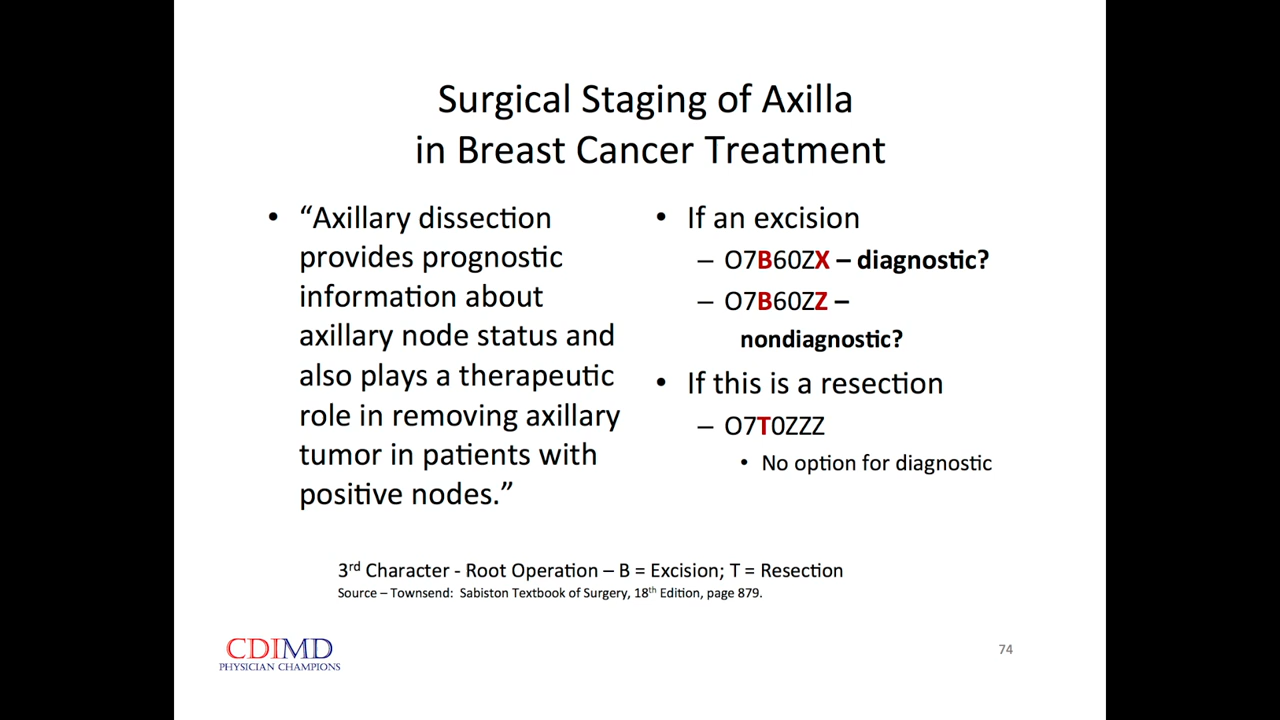 Surgical Staging of Axilla
in Breast Cancer Treatment
• “Axillary dissection
provides prognostic
information about
axillary node status and
also plays a therapeutic
role in removing axillary
tumor in patients with
positive nodes.”
• If an excision
– O7B60ZX – diagnostic?
– O7B60ZZ –
nondiagnostic?
• If this is a resection
– O7T0ZZZ
• No option for diagnostic
3rd Character - Root Operation – B = Excision; T = Resection
Source – Townsend: Sabiston Textbook of Surgery, 18th Edition, page 879.
CDIMD
PHYSICIAN CHAMPIONS
74